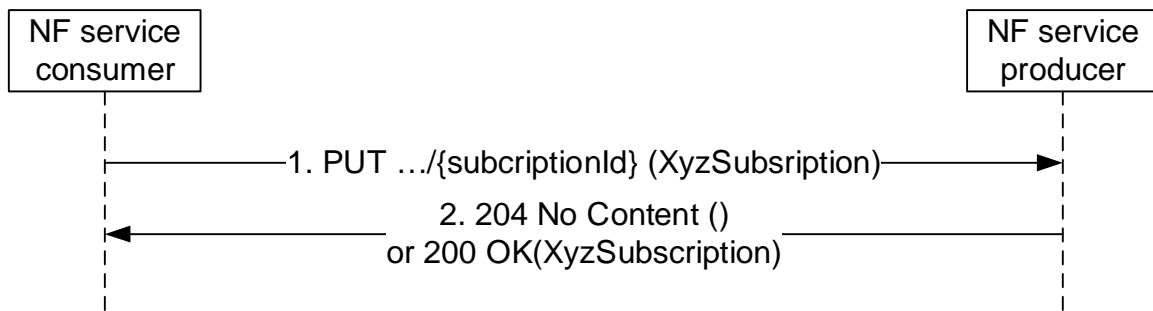 NF service
consumer
NF service
producer
1. PUT …/{subcriptionId} (XyzSubsription)
2. 204 No Content ()
or 200 OK(XyzSubscription)